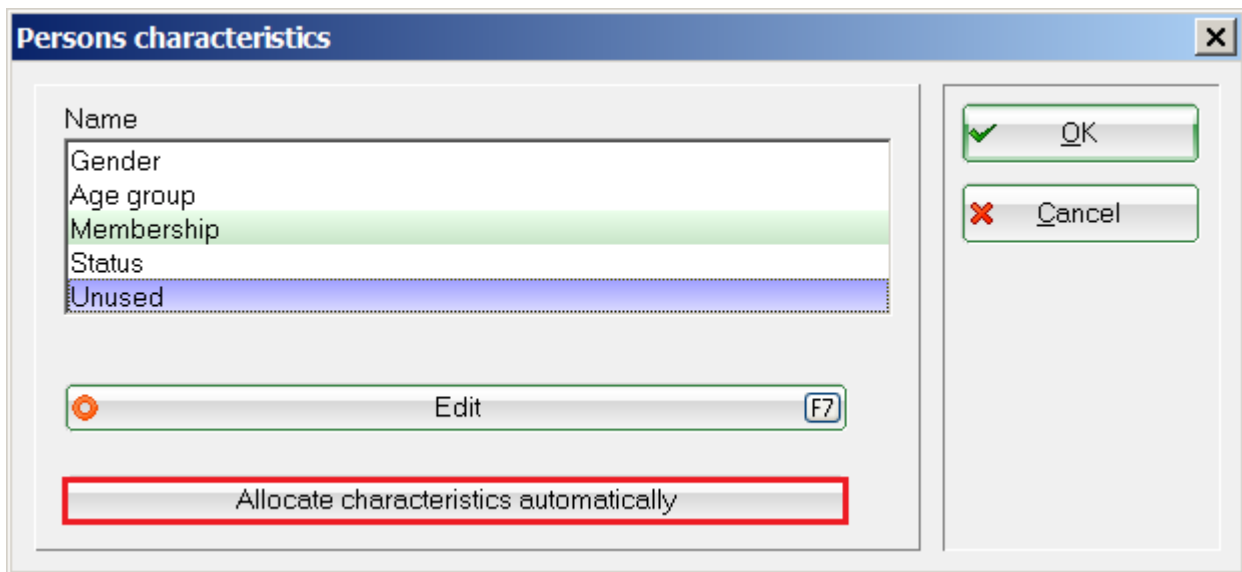 Persons characteristics
Name
Gender
Age group
Membership
Status
Unused
Edit F7
Allocate characteristics automatically
OK
Cancel